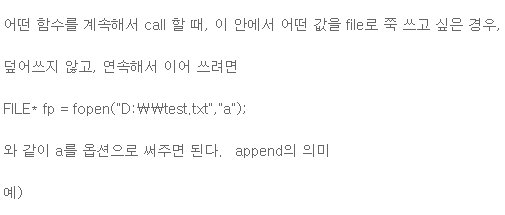 어떤 함수를 계속해서 call 할 때, 이 안에서 어떤 값을 file로 쭉 쓰고 싶은 경우,
덮어쓰지 않고, 연속해서 이어 쓰려면
FILE* fp = fopen("D:₩₩test.txt","a");
와 같이 a를 옵션으로 써주면 된다. append의 의미
예)